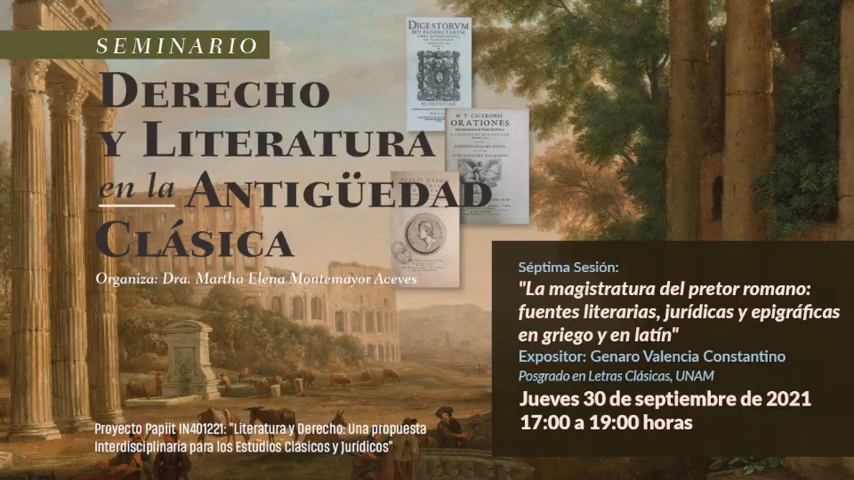 SEMINARIO
DERECHO
Y LITERATURA
en la ANTIGÜEDAD
CLÁSICA
Organiza: Dra. Martha Elena Montemayor Aceves
DIGESTORVM
M. T. CICERONIS
ORATIONES
Séptima Sesión:
"La magistratura del pretor romano:
fuentes literarias, jurídicas y epigráficas
en griego y en latín"
Expositor: Genaro Valencia Constantino
Posgrado en Letras Clásicas, UNAM
Jueves 30 de septiembre de 2021
17:00 a 19:00 horas
Proyecto Papiit IN401221: "Literatura y Derecho: Una propuesta
Interdisciplinaria para los Estudios Clásicos y Jurídicos"